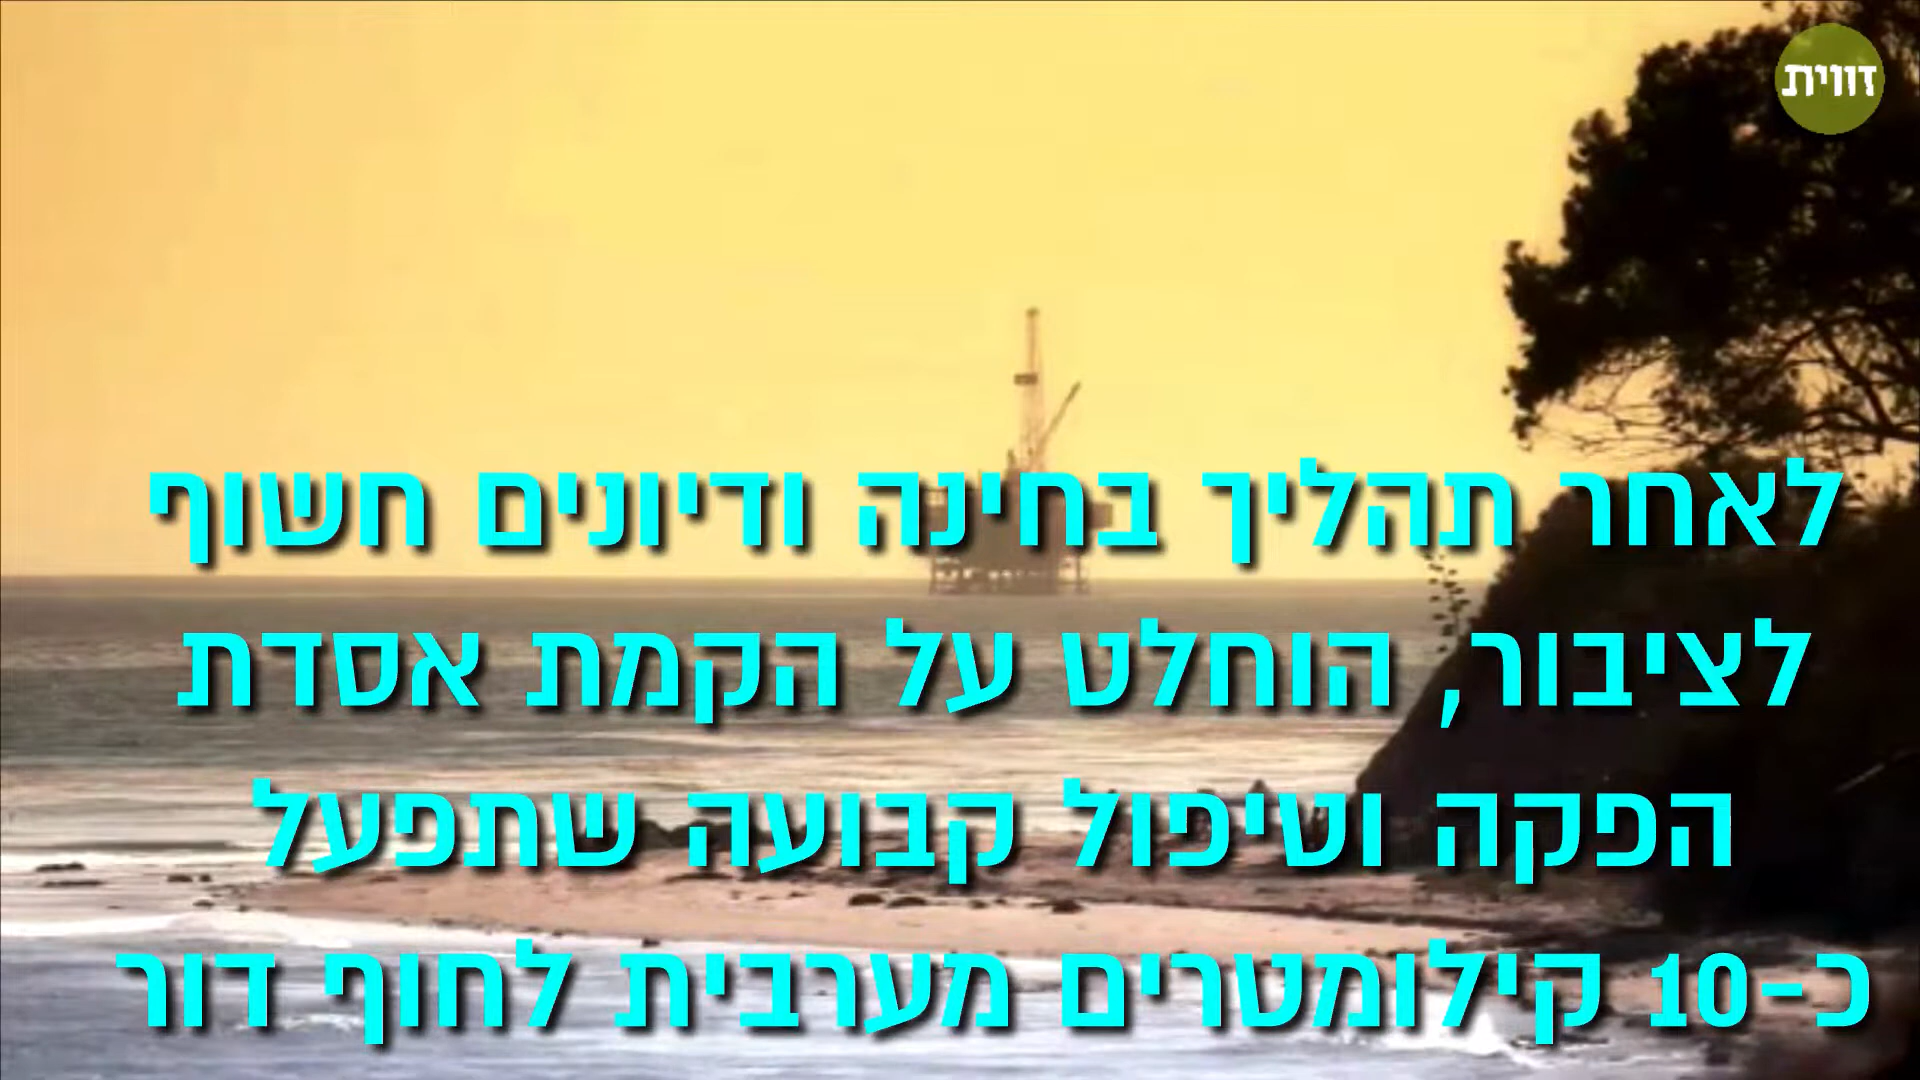 זווית
לאחר תהליך בחינה ודיונים חשוף
לציבור, הוחלט על הקמת אסדת
הפקה וטיפול קבועה שתפעל
כ-10 קילומטרים מערבית לחוף דור